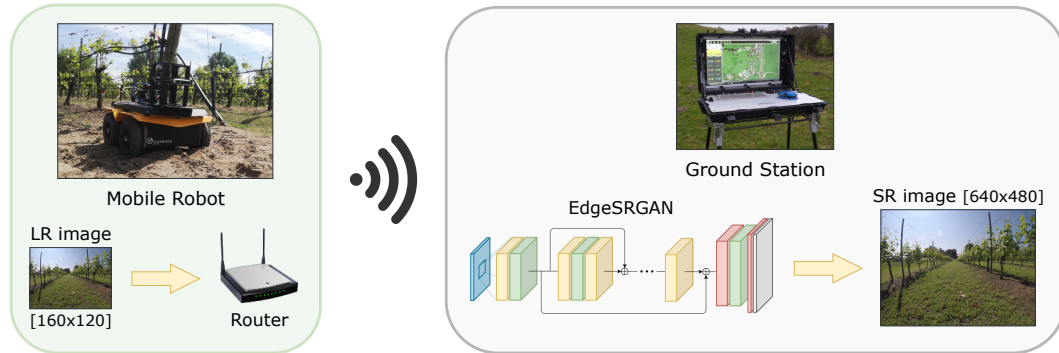 Mobile Robot
LR image
[160x120]
Router
Ground Station
EdgeSRGAN
SR image [640x480]